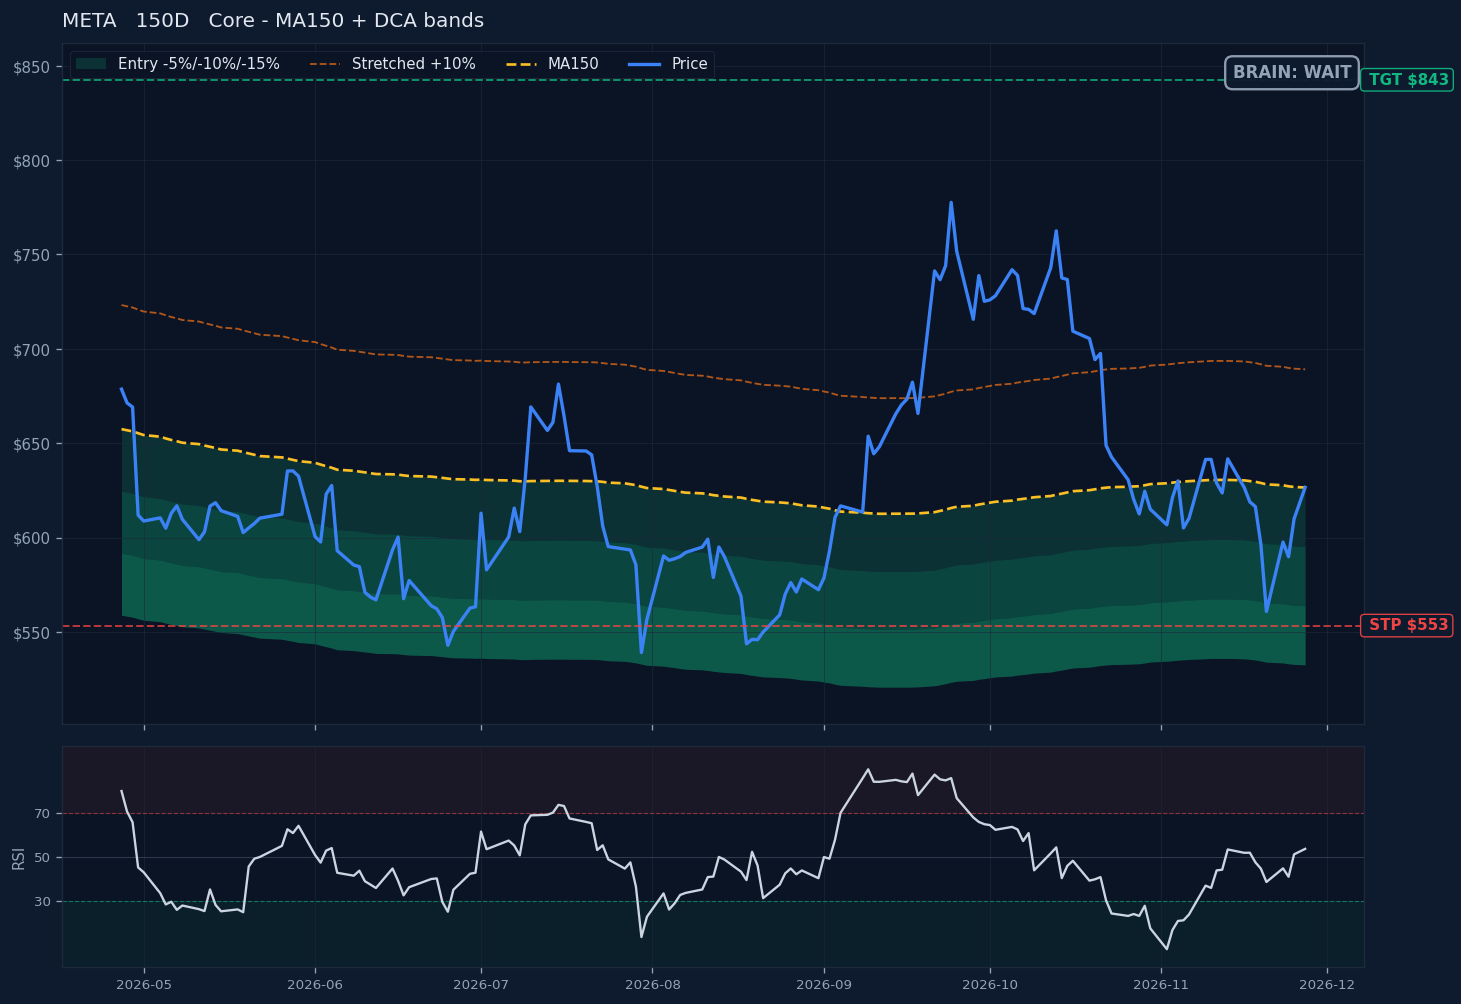 META   150D   Core - MA150 + DCA bands
Entry -5%/-10%/-15%
Stretched +10%
MA150
Price
BRAIN: WAIT
TGT $843
$850
$800
$750
$700
$650
$600
$550
STP $553
RSI
70
50
30
2026-05
2026-06
2026-07
2026-08
2026-09
2026-10
2026-11
2026-12